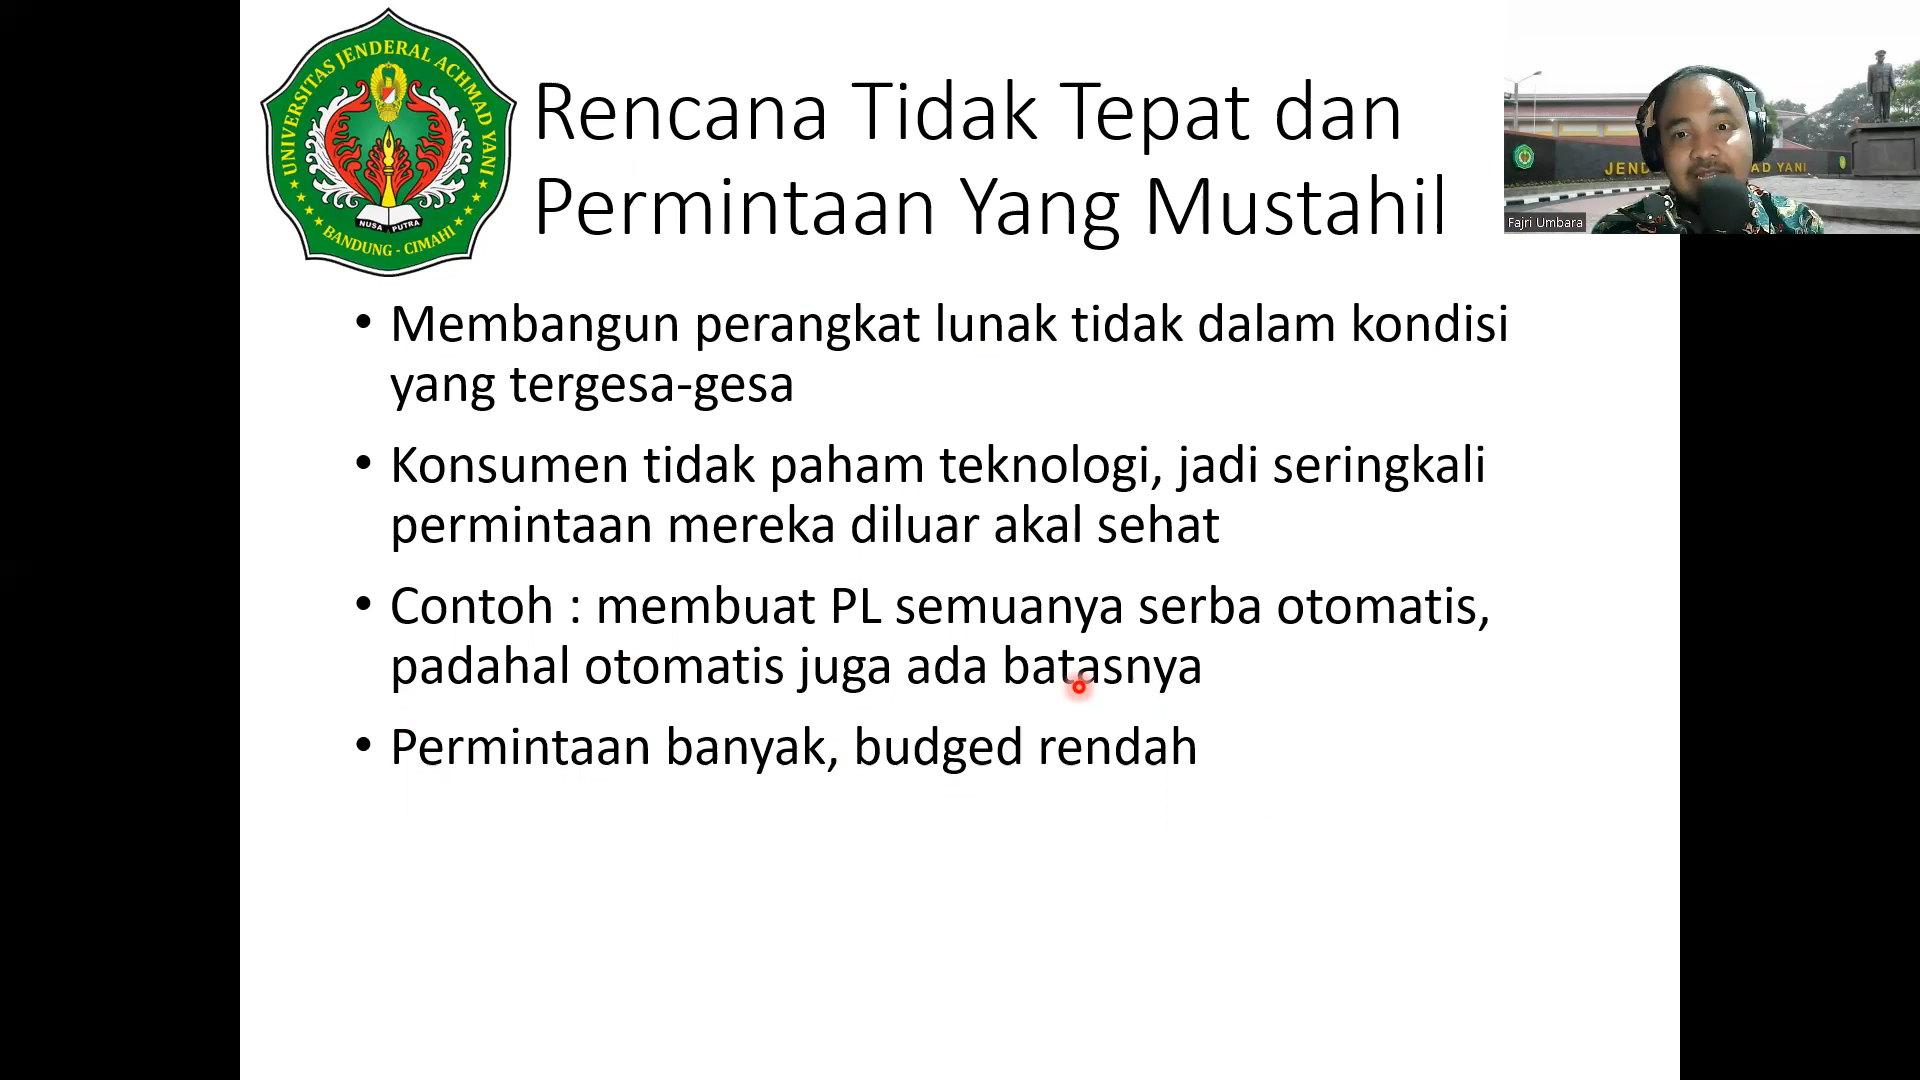 UNIVERSITAS JENDERAL ACHMAD YANI
NUSA PUTRA
BANDUNG - CIMAHI
Rencana Tidak Tepat dan
Permintaan Yang Mustahil
• Membangun perangkat lunak tidak dalam kondisi
yang tergesa-gesa
• Konsumen tidak paham teknologi, jadi seringkali
permintaan mereka diluar akal sehat
• Contoh : membuat PL semuanya serba otomatis,
padahal otomatis juga ada batasnya
• Permintaan banyak, budged rendah
AD YANI
Fajri Umbara